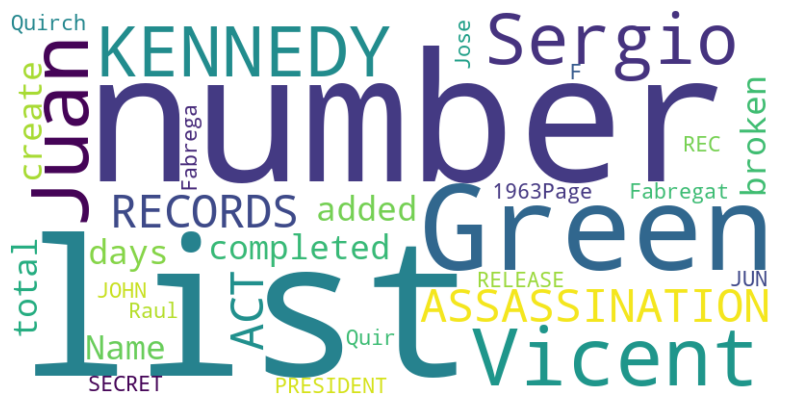 Quirch
KENNEDY
Jose
Sergio
F
create
Juan
number
Fabrega
broken
REC
1963Page
Fabregat
RECORDS
added
Green
days
completed
total
list
JOHN
Raul
ACT
RELEASE
JUN
ASSASSINATION
Name
Quir
Vicent
SECRET
PRESIDENT